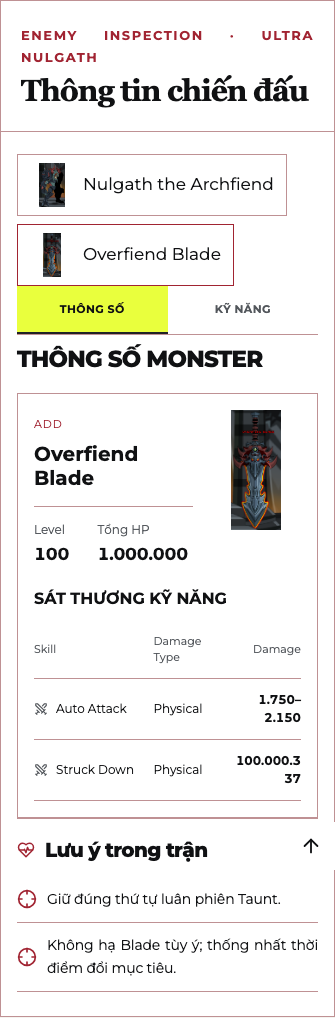 ENEMY INSPECTION · ULTRA
NULGATH
Thông tin chiến đấu
Nulgath the Archfiend
Overfiend Blade
THÔNG SỐ
KỸ NĂNG
THÔNG SỐ MONSTER
ADD
Overfiend
Blade
Level
Tổng HP
100
1.000.000
SÁT THƯƠNG KỸ NĂNG
Skill
Damage
Type
Damage
Auto Attack
Physical
1.750–
2.150
Struck Down
Physical
100.000.3
37
Lưu ý trong trận
Giữ đúng thứ tự luân phiên Taunt.
Không hạ Blade tùy ý; thống nhất thời
điểm đổi mục tiêu.